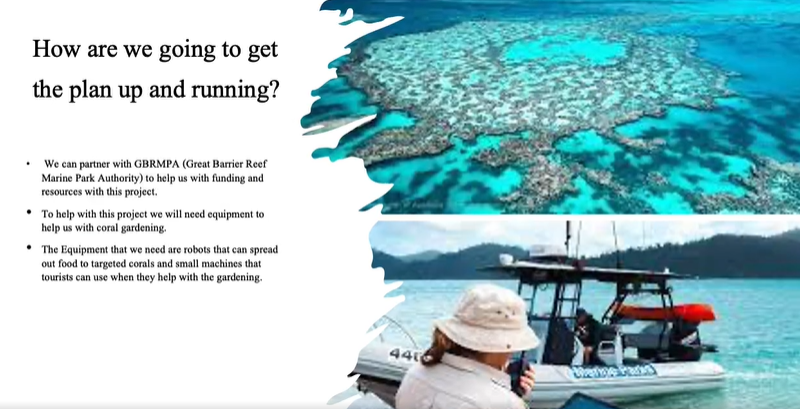 How are we going to get
the plan up and running?
• We can partner with GBRMPA (Great Barrier Reef
Marine Park Authority) to help us with funding and
resources with this project.
• To help with this project we will need equipment to
help us with coral gardening.
• The Equipment that we need are robots that can spread
out food to targeted corals and small machines that
tourists can use when they help with the gardening.
Marine Parks